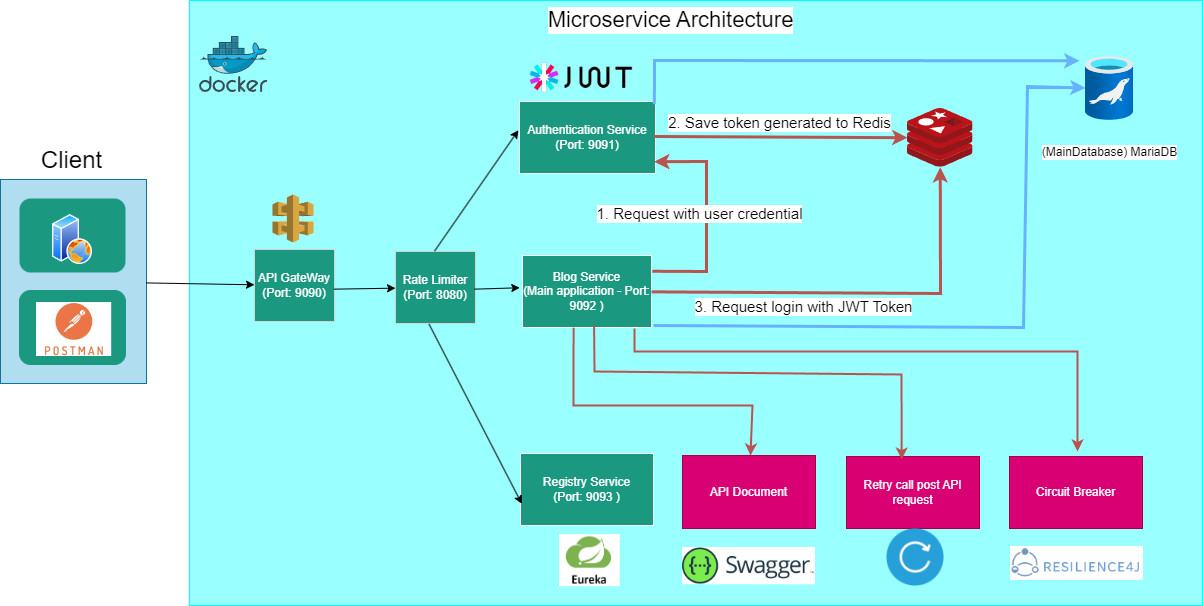 Microservice Architecture
docker
JWT
Authentication Service
(Port: 9091)
2. Save token generated to Redis
(MainDatabase) MariaDB
Client
1. Request with user credential
API GateWay
(Port: 9090)
Rate Limiter
(Port: 8080)
Blog Service
(Main application - Port:
9092 )
3. Request login with JWT Token
POSTMAN
Registry Service
(Port: 9093 )
API Document
Retry call post API
request
Circuit Breaker
Eureka
{··} Swagger
RESILIENCE4J